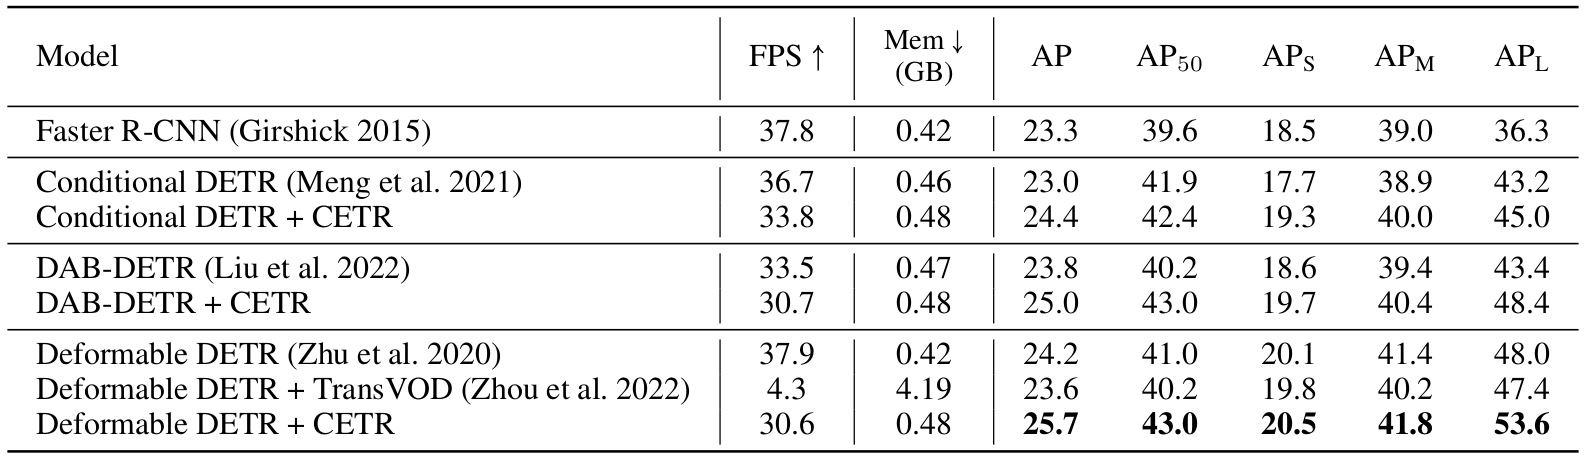 Model FPS ↑ Mem ↓ (GB) AP AP50 APS APM APL
Faster R-CNN (Girshick 2015) 37.8 0.42 23.3 39.6 18.5 39.0 36.3
Conditional DETR (Meng et al. 2021) 36.7 0.46 23.0 41.9 17.7 38.9 43.2
Conditional DETR + CETR 33.8 0.48 24.4 42.4 19.3 40.0 45.0
DAB-DETR (Liu et al. 2022) 33.5 0.47 23.8 40.2 18.6 39.4 43.4
DAB-DETR + CETR 30.7 0.48 25.0 43.0 19.7 40.4 48.4
Deformable DETR (Zhu et al. 2020) 37.9 0.42 24.2 41.0 20.1 41.4 48.0
Deformable DETR + TransVOD (Zhou et al. 2022) 4.3 4.19 23.6 40.2 19.8 40.2 47.4
Deformable DETR + CETR 30.6 0.48 25.7 43.0 20.5 41.8 53.6